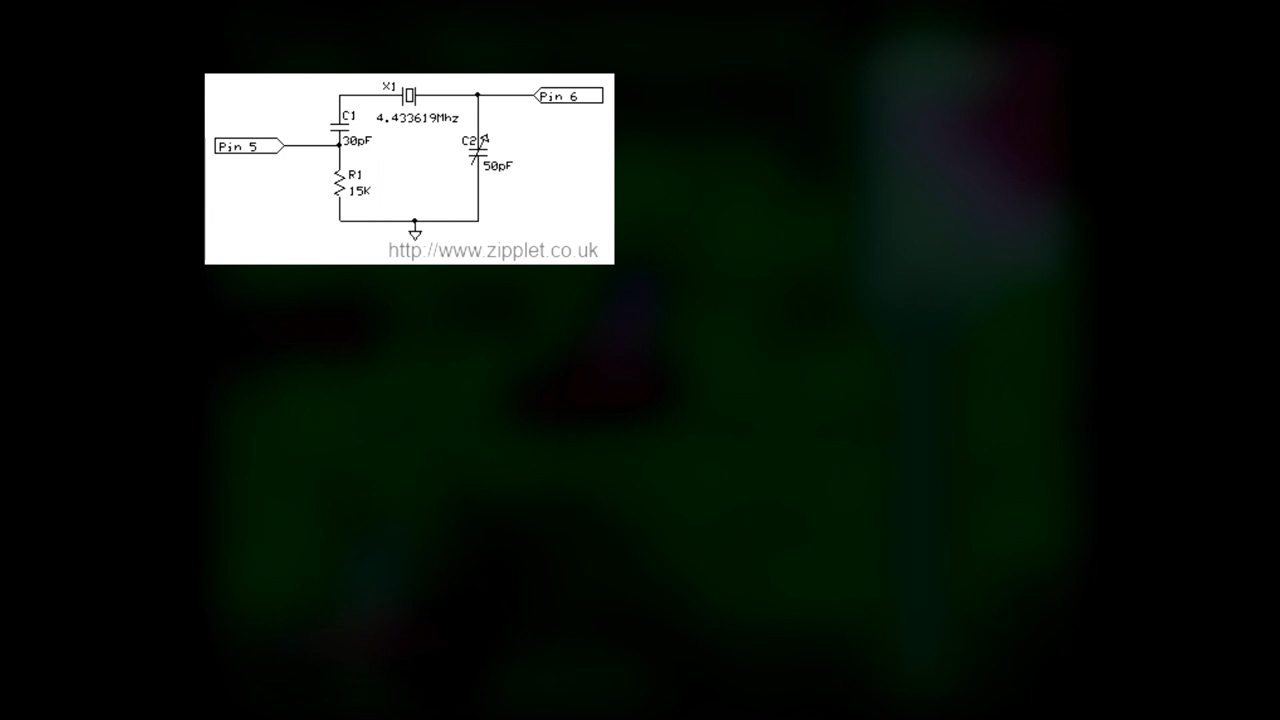 X1
4.433619Mhz
Pin 6
C1
30pF
Pin 5
C2
50pF
R1
15K
http://www.zipplet.co.uk